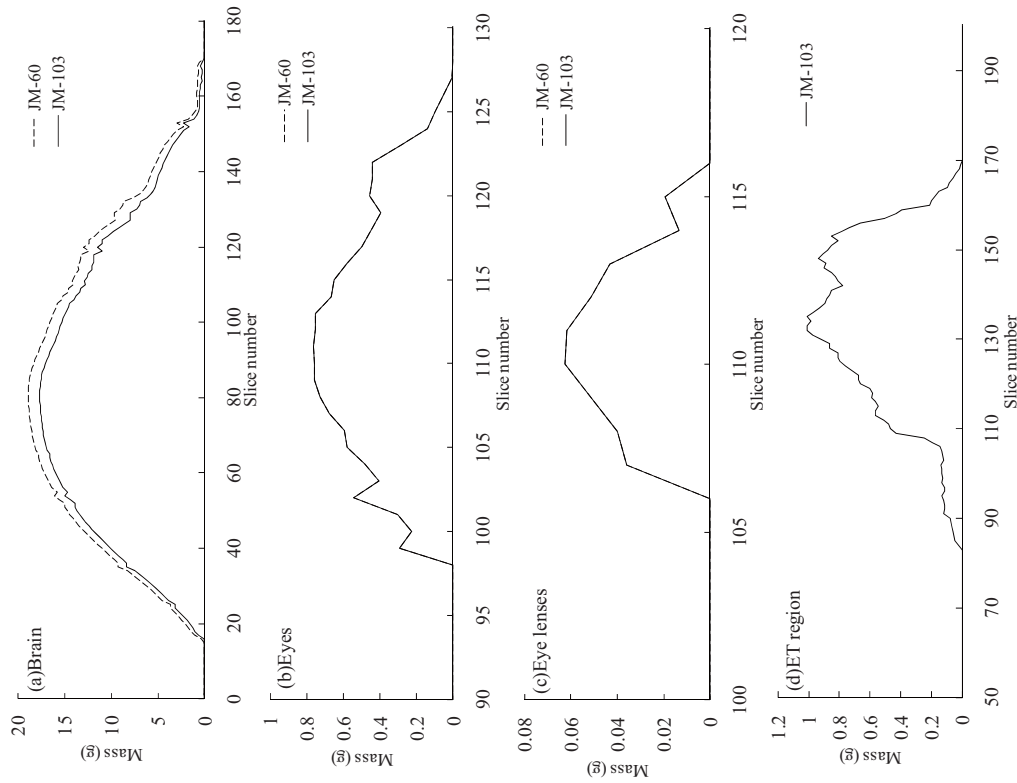 (a)Brain
JM-60
JM-103
Mass (g)
20
15
10
5
0
0 20 40 60 80 100 120 140 160 180
Slice number
(b)Eyes
JM-60
JM-103
Mass (g)
1
0.8
0.6
0.4
0.2
0
90 95 100 105 110 115 120 125 130
Slice number
(c)Eye lenses
JM-60
JM-103
Mass (g)
0.08
0.06
0.04
0.02
0
100 105 110 115 120
Slice number
(d)ET region
JM-103
Mass (g)
1.2
1
0.8
0.6
0.4
0.2
0
50 70 90 110 130 150 170 190
Slice number